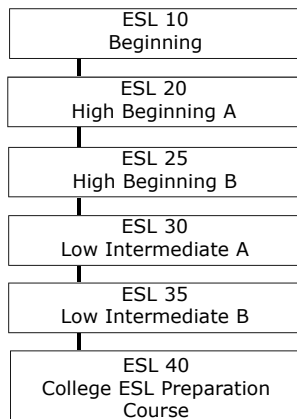 ESL 10
Beginning
ESL 20
High Beginning A
ESL 25
High Beginning B
ESL 30
Low Intermediate A
ESL 35
Low Intermediate B
ESL 40
College ESL Preparation
Course